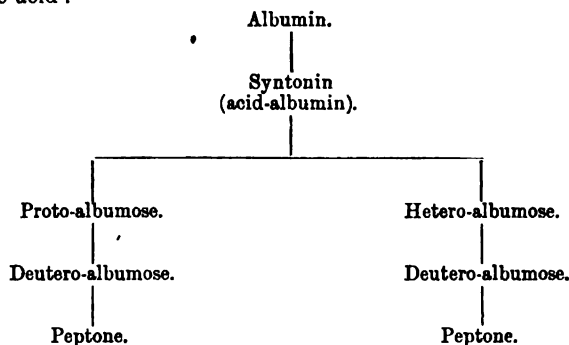 Albumin.
Syntonin
(acid-albumin).
Proto-albumose. Hetero-albumose.
Deutero-albumose. Deutero-albumose.
Peptone. Peptone.